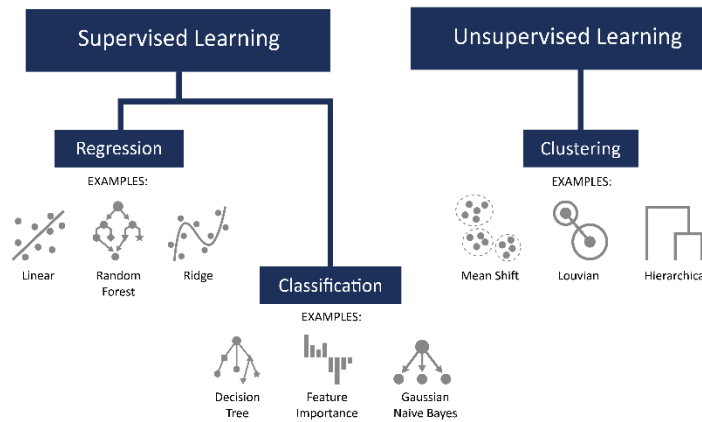 Supervised Learning
Unsupervised Learning
Regression
EXAMPLES:
Linear
Random
Forest
Ridge
Classification
EXAMPLES:
Decision
Tree
Feature
Importance
Gaussian
Naive Bayes
Clustering
EXAMPLES:
Mean Shift
Louvian
Hierarchical